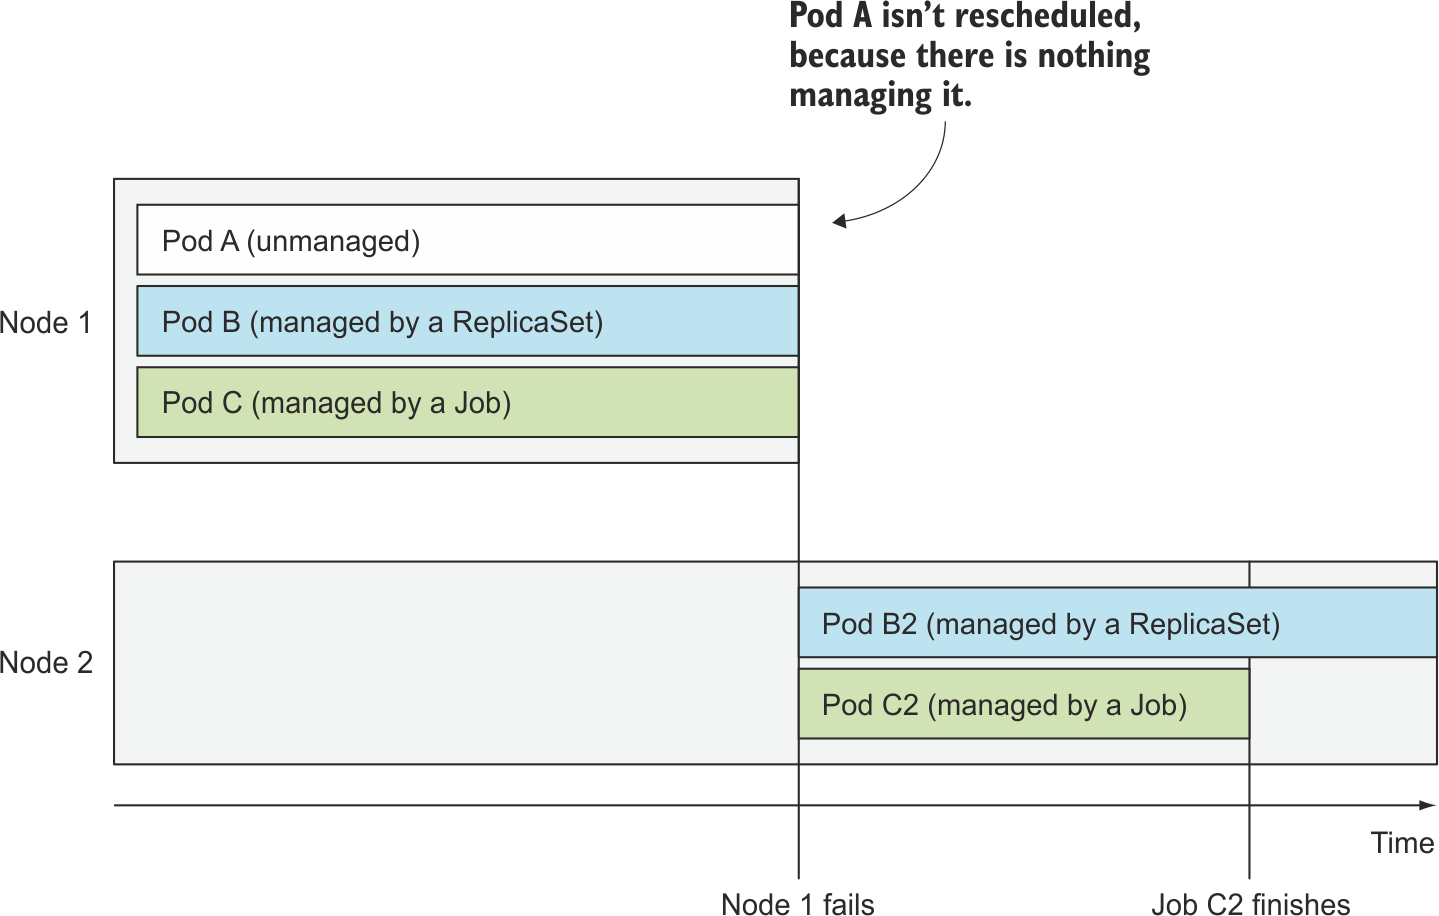 Pod A isn’t rescheduled,
because there is nothing
managing it.
Node 1
Pod A (unmanaged)
Pod B (managed by a ReplicaSet)
Pod C (managed by a Job)
Node 2
Pod B2 (managed by a ReplicaSet)
Pod C2 (managed by a Job)
Time
Node 1 fails
Job C2 finishes